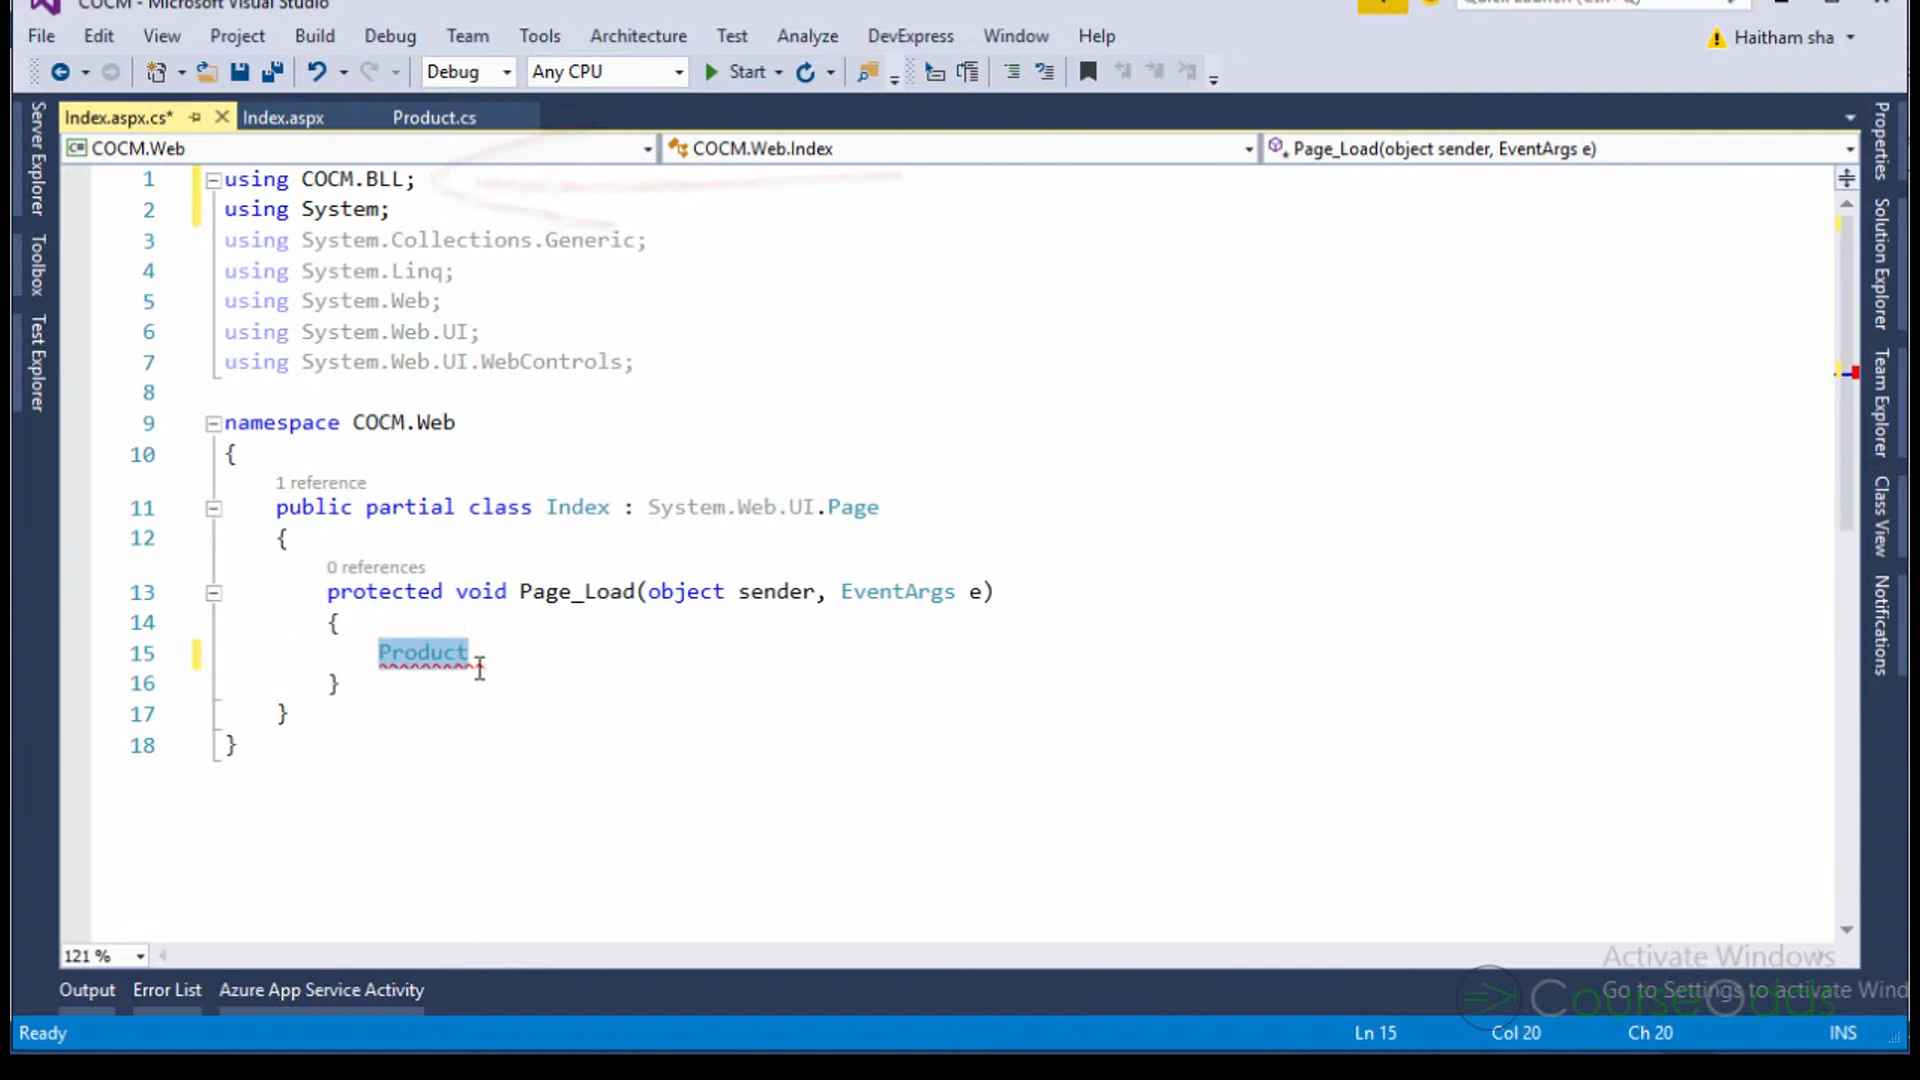 COCM - Microsoft Visual Studio
File Edit View Project Build Debug Team Tools Architecture Test Analyze DevExpress Window Help Haitham sha
Debug Any CPU Start
Index.aspx.cs* Index.aspx Product.cs
COCM.Web COCM.Web.Index Page_Load(object sender, EventArgs e)
Server Explorer
Toolbox
Test Explorer
1 using COCM.BLL;
2 using System;
3 using System.Collections.Generic;
4 using System.Linq;
5 using System.Web;
6 using System.Web.UI;
7 using System.Web.UI.WebControls;
8
9 namespace COCM.Web
10 {
1 reference
11 public partial class Index : System.Web.UI.Page
12 {
0 references
13 protected void Page_Load(object sender, EventArgs e)
14 {
15 Product
16 }
17 }
18 }
Properties
Solution Explorer
Team Explorer
Class View
Notifications
121 %
Activate Windows
Go to Settings to activate Wind
CourseOdds
Output Error List Azure App Service Activity
Ready Ln 15 Col 20 Ch 20 INS